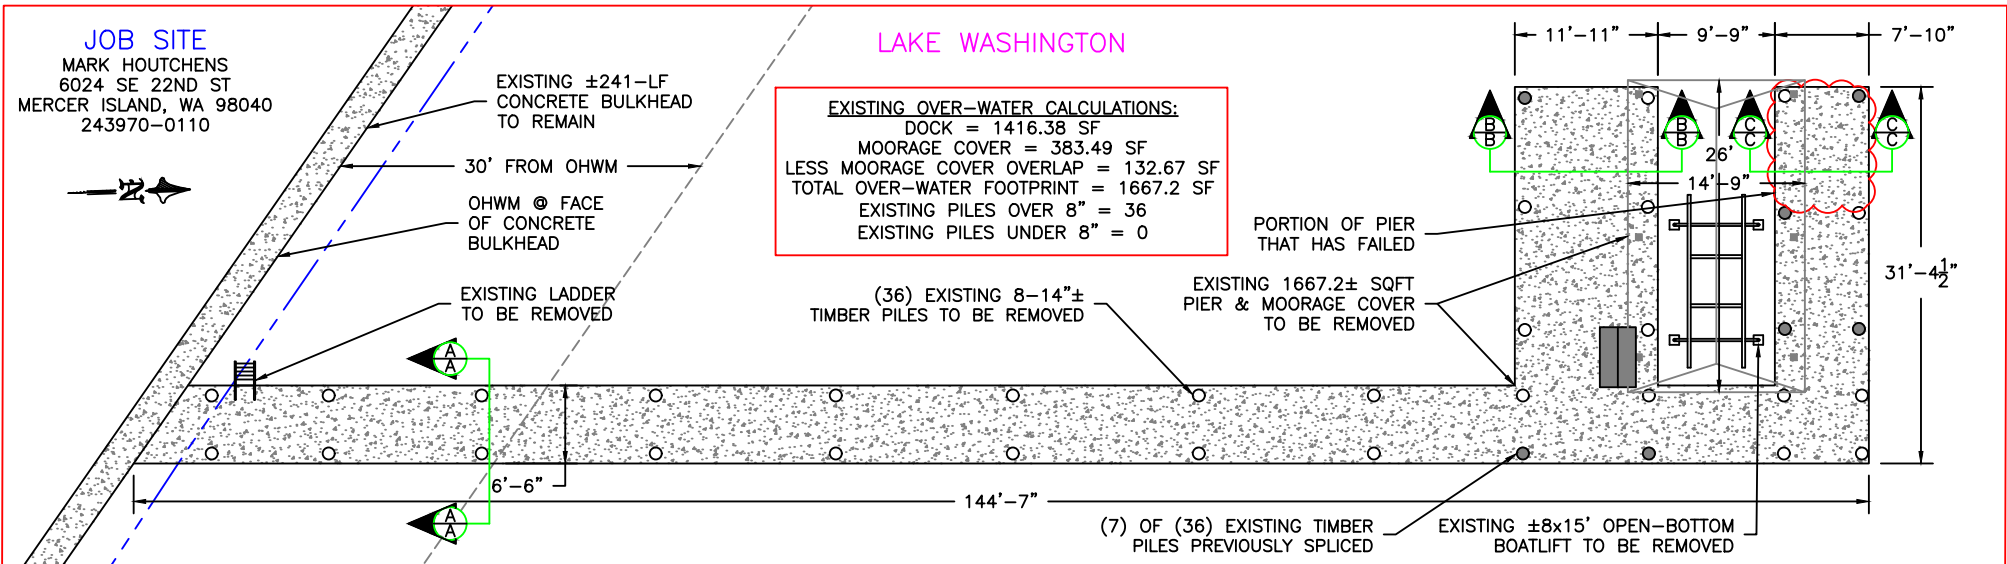 JOB SITE
MARK HOUTCHENS
6024 SE 22ND ST
MERCER ISLAND, WA 98040
243970-0110
N
EXISTING ±241-LF
CONCRETE BULKHEAD
TO REMAIN
30' FROM OHWM
OHWM @ FACE
OF CONCRETE
BULKHEAD
EXISTING LADDER
TO BE REMOVED
LAKE WASHINGTON
EXISTING OVER-WATER CALCULATIONS:
DOCK = 1416.38 SF
MOORAGE COVER = 383.49 SF
LESS MOORAGE COVER OVERLAP = 132.67 SF
TOTAL OVER-WATER FOOTPRINT = 1667.2 SF
EXISTING PILES OVER 8" = 36
EXISTING PILES UNDER 8" = 0
(36) EXISTING 8-14"±
TIMBER PILES TO BE REMOVED
11'-11"
9'-9"
7'-10"
B
B
B
B
C
C
C
C
26'
14'-9"
PORTION OF PIER
THAT HAS FAILED
EXISTING 1667.2± SQFT
PIER & MOORAGE COVER
TO BE REMOVED
31'-4½"
A
A
A
A
6'-6"
144'-7"
(7) OF (36) EXISTING TIMBER
PILES PREVIOUSLY SPLICED
EXISTING ±8x15' OPEN-BOTTOM
BOATLIFT TO BE REMOVED